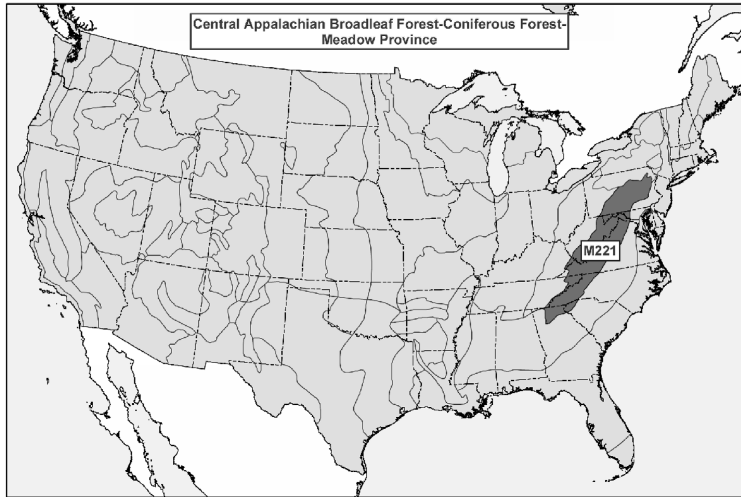 Central Appalachian Broadleaf Forest-Coniferous Forest-
Meadow Province
M221